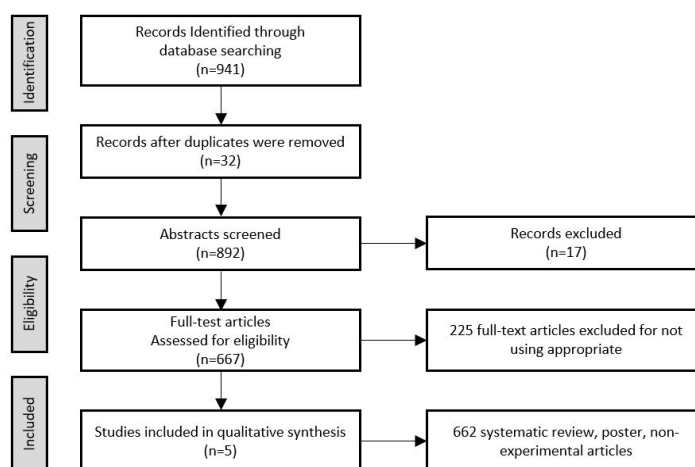 Identification
Records Identified through
database searching
(n=941)
Screening
Records after duplicates were removed
(n=32)
Abstracts screened
(n=892)
Records excluded
(n=17)
Eligibility
Full-test articles
Assessed for eligibility
(n=667)
225 full-text articles excluded for not
using appropriate
Included
Studies included in qualitative synthesis
(n=5)
662 systematic review, poster, non-
experimental articles